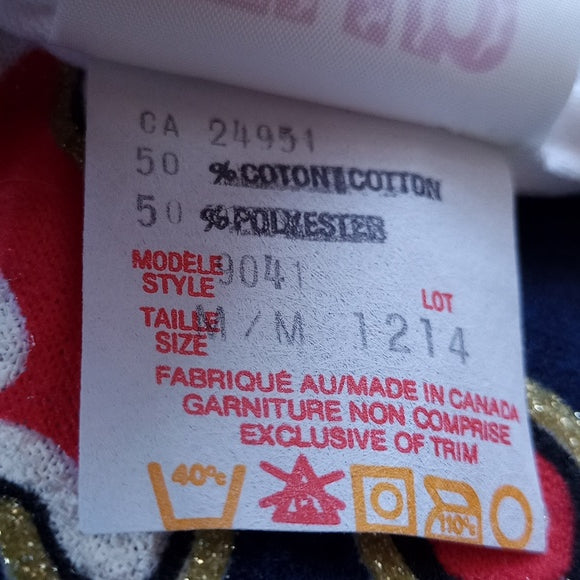 CA 24951
50 % COTON/COTTON
50 % POLYESTER
MODÈLE
STYLE 9041
LOT
TAILLE
SIZE M / M 1214
FABRIQUÉ AU/MADE IN CANADA
GARNITURE NON COMPRISE
EXCLUSIVE OF TRIM
40°C 110°